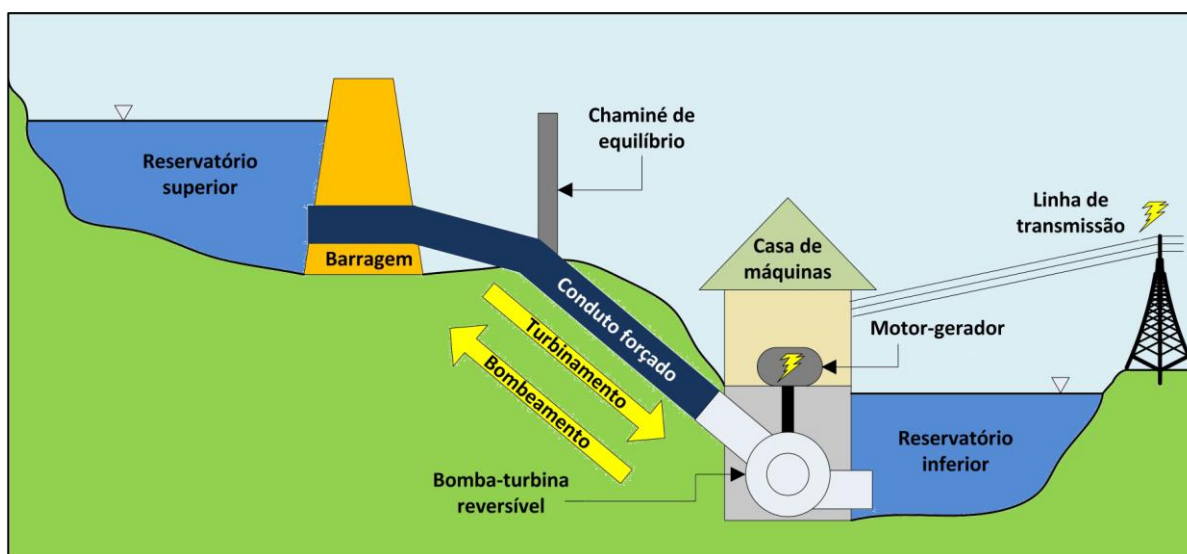 Reservatório
superior
Barragem
Chaminé de
equilíbrio
Conduto forçado
Turbinamento
Bombeamento
Casa de
máquinas
Linha de
transmissão
Motor-gerador
Bomba-turbina
reversível
Reservatório
inferior